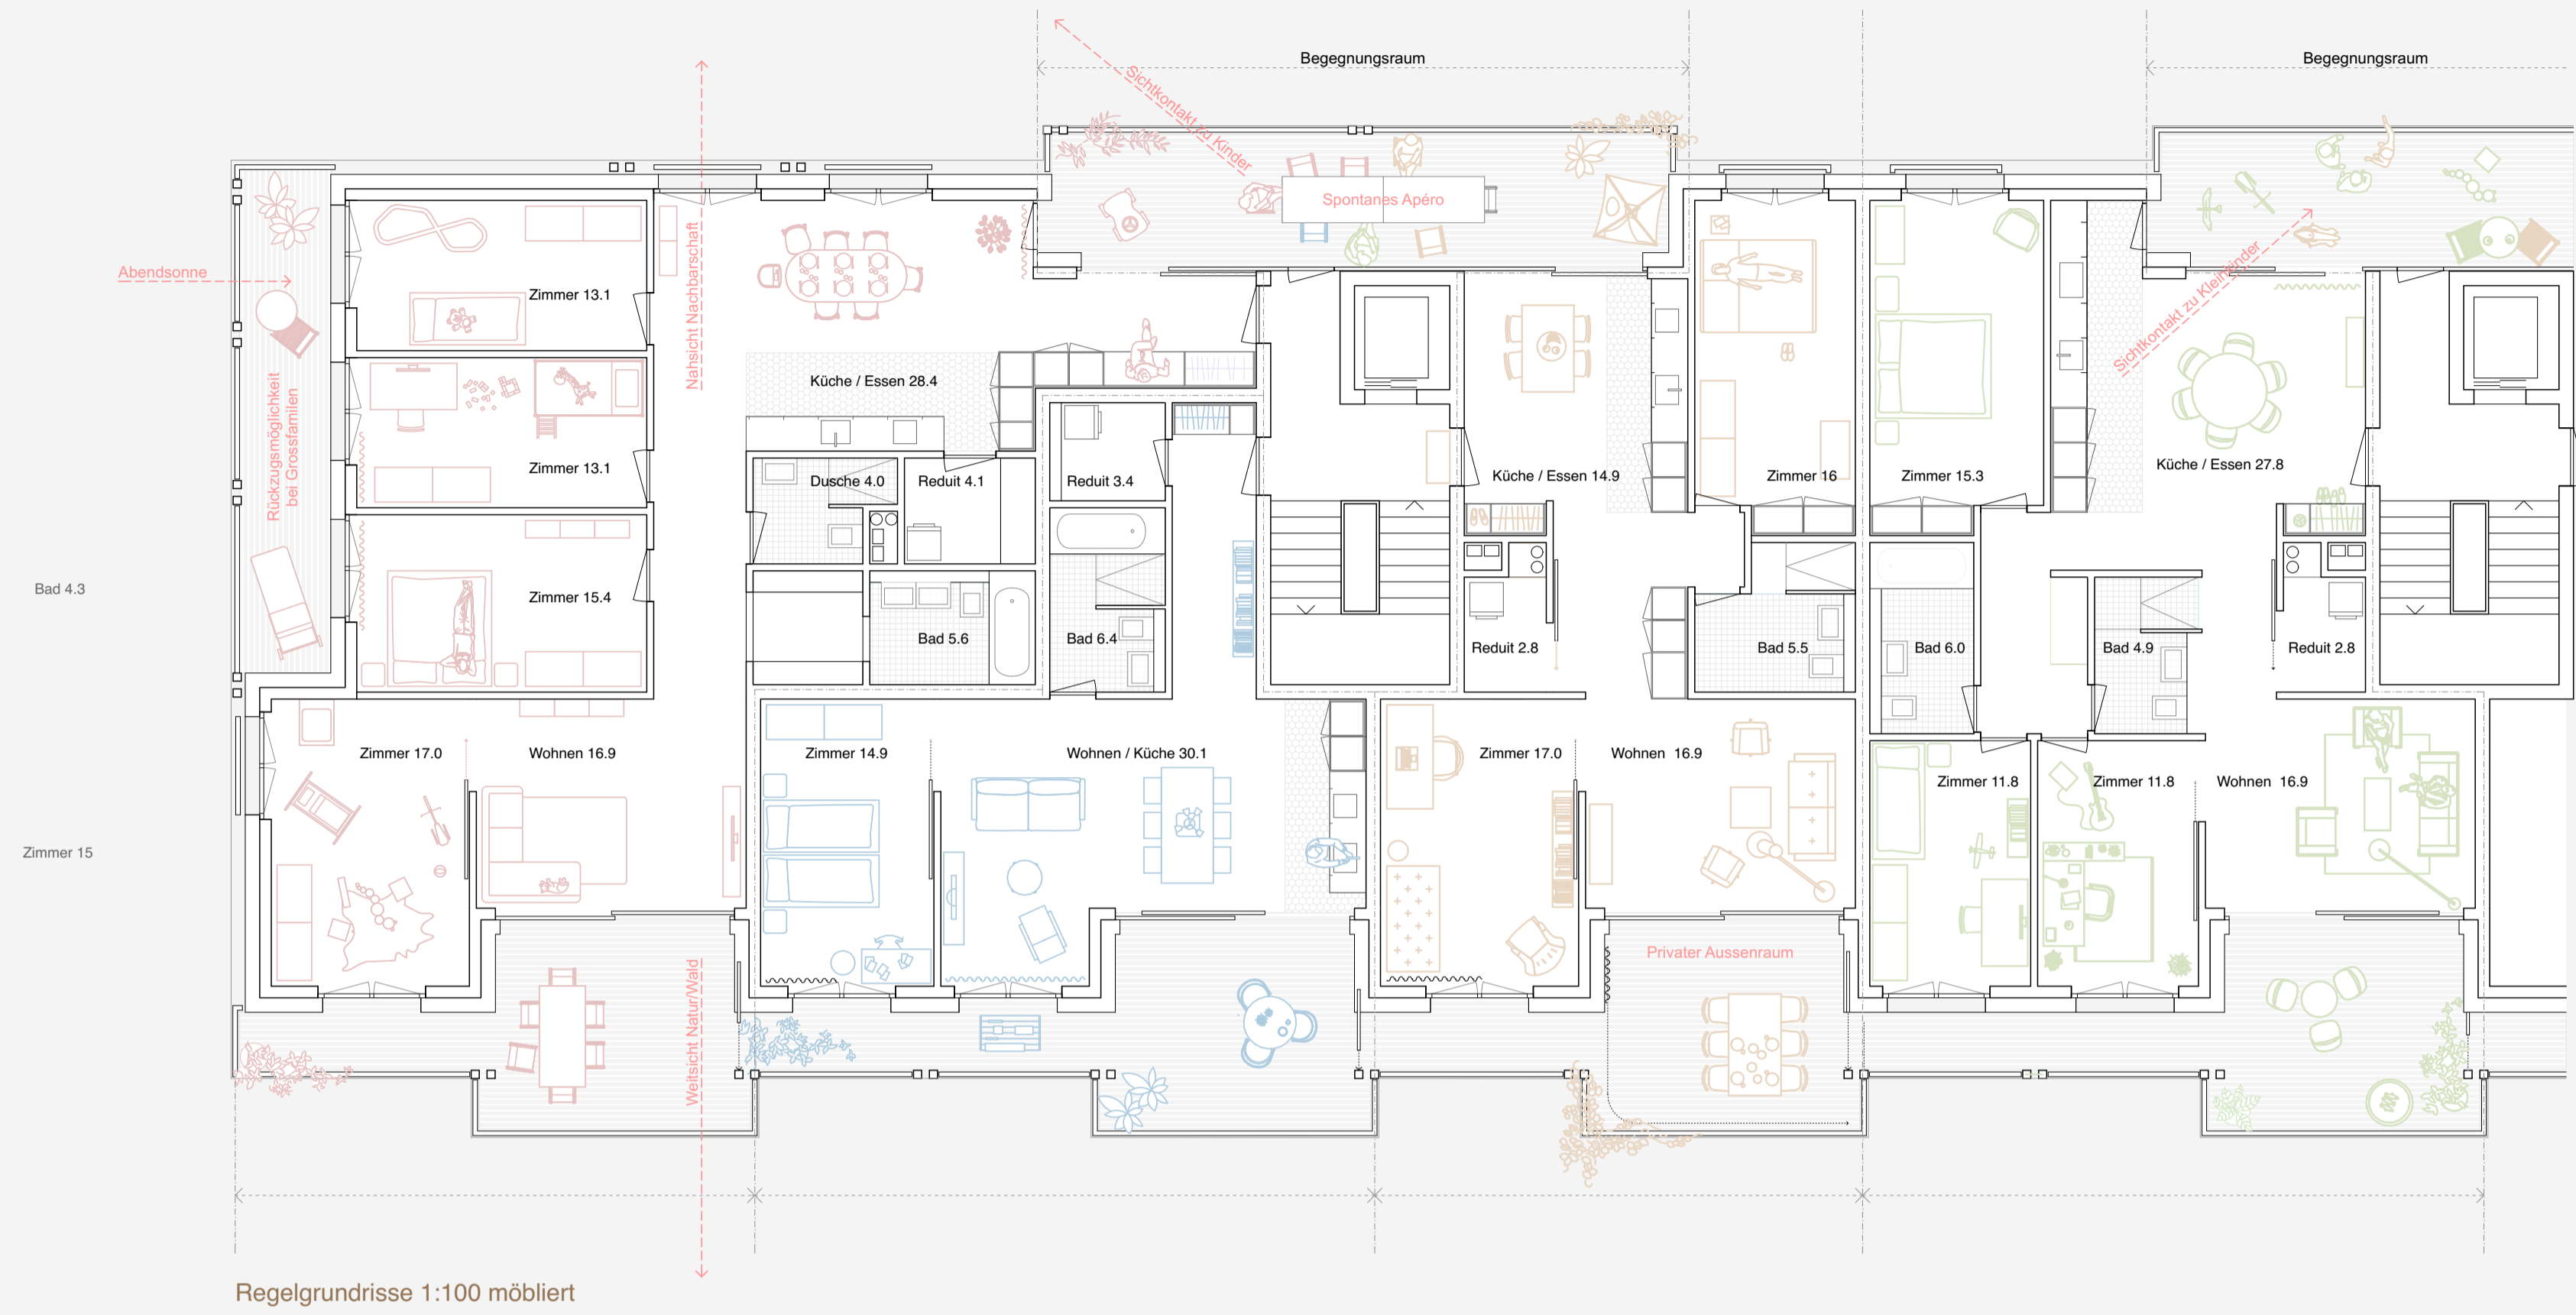 Begegnungsraum
Begegnungsraum
Sichtkontakt zu Kinder
Spontanes Apéro
Abendsonne
Nahsicht Nachbarschaft
Sichtkontakt zu Kleinkinder
Rückzugsmöglichkeit
bei Grossfamilen
Zimmer 13.1
Küche / Essen 28.4
Zimmer 13.1
Dusche 4.0
Reduit 4.1
Reduit 3.4
Küche / Essen 14.9
Zimmer 16
Zimmer 15.3
Küche / Essen 27.8
Bad 4.3
Zimmer 15.4
Bad 5.6
Bad 6.4
Reduit 2.8
Bad 5.5
Bad 6.0
Bad 4.9
Reduit 2.8
Zimmer 17.0
Wohnen 16.9
Zimmer 14.9
Wohnen / Küche 30.1
Zimmer 17.0
Wohnen 16.9
Zimmer 11.8
Zimmer 11.8
Wohnen 16.9
Zimmer 15
Weitsicht Natur/Wald
Privater Aussenraum
Regelgrundrisse 1:100 möbliert